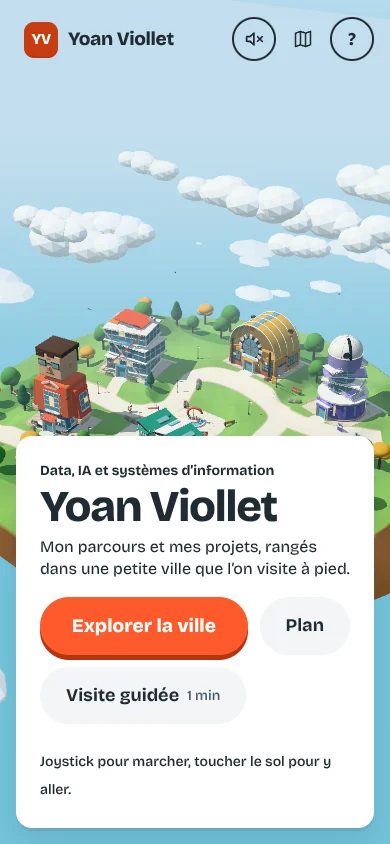 YV Yoan Viollet ?
Data, IA et systèmes d’information
Yoan Viollet
Mon parcours et mes projets, rangés
dans une petite ville que l’on visite à pied.
Explorer la ville
Plan
Visite guidée 1 min
Joystick pour marcher, toucher le sol pour y
aller.